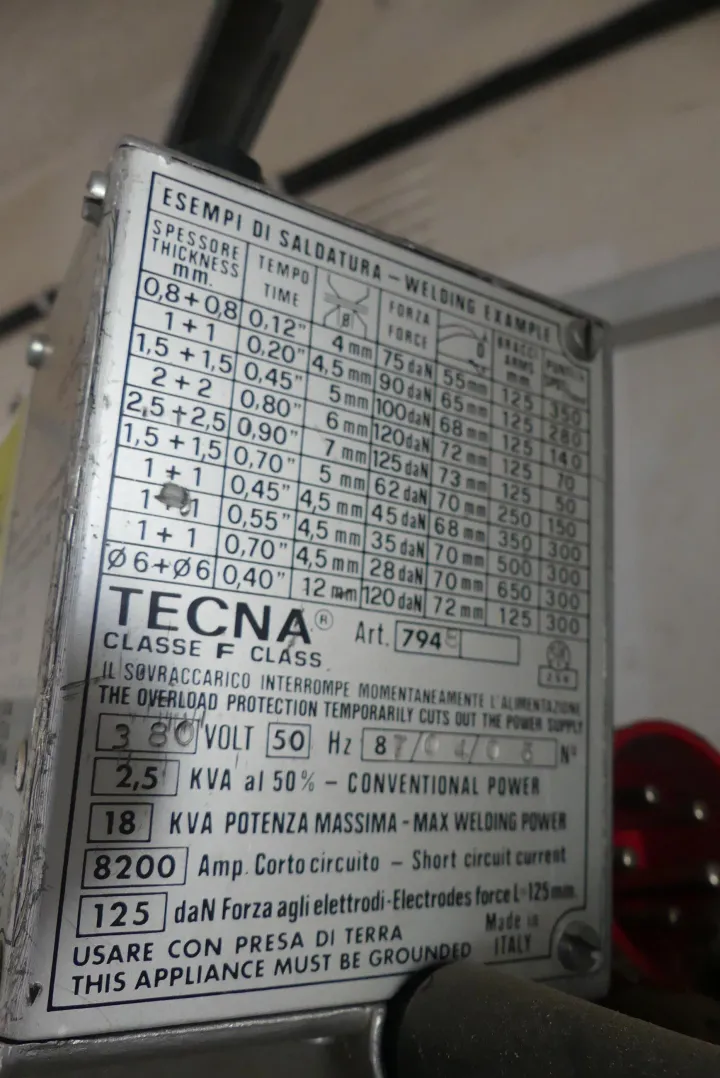 ESEMPI DI SALDATURA – WELDING EXAMPLE
SPESSORE THICKNESS mm. TEMPO TIME B FORZA FORCE BRACCI ARMS mm.
0,8+0,8 0,12" 4 mm 75 daN 55 mm 125 350
1+1 0,20" 4,5 mm 90 daN 65 mm 125 280
1,5+1,5 0,45" 5 mm 100 daN 68 mm 125 140
2+2 0,80" 6 mm 120 daN 72 mm 125 70
2,5+2,5 0,90" 7 mm 125 daN 73 mm 125 50
1,5+1,5 0,70" 5 mm 62 daN 70 mm 250 150
1+1 0,45" 4,5 mm 45 daN 68 mm 350 300
1+1 0,55" 4,5 mm 35 daN 70 mm 500 300
1+1 0,70" 4,5 mm 28 daN 70 mm 650 300
Ø6+Ø6 0,40" 12 mm 120 daN 72 mm 125 300
TECNA® Art. 794
CLASSE F CLASS
IL SOVRACCARICO INTERROMPE MOMENTANEAMENTE L'ALIMENTAZIONE
THE OVERLOAD PROTECTION TEMPORARILY CUTS OUT THE POWER SUPPLY
380 VOLT 50 Hz 87/04/0 N°
2,5 KVA al 50% – CONVENTIONAL POWER
18 KVA POTENZA MASSIMA - MAX WELDING POWER
8200 Amp. Corto circuito – Short circuit current
125 daN Forza agli elettrodi - Electrodes force L=125mm.
USARE CON PRESA DI TERRA Made in
THIS APPLIANCE MUST BE GROUNDED ITALY